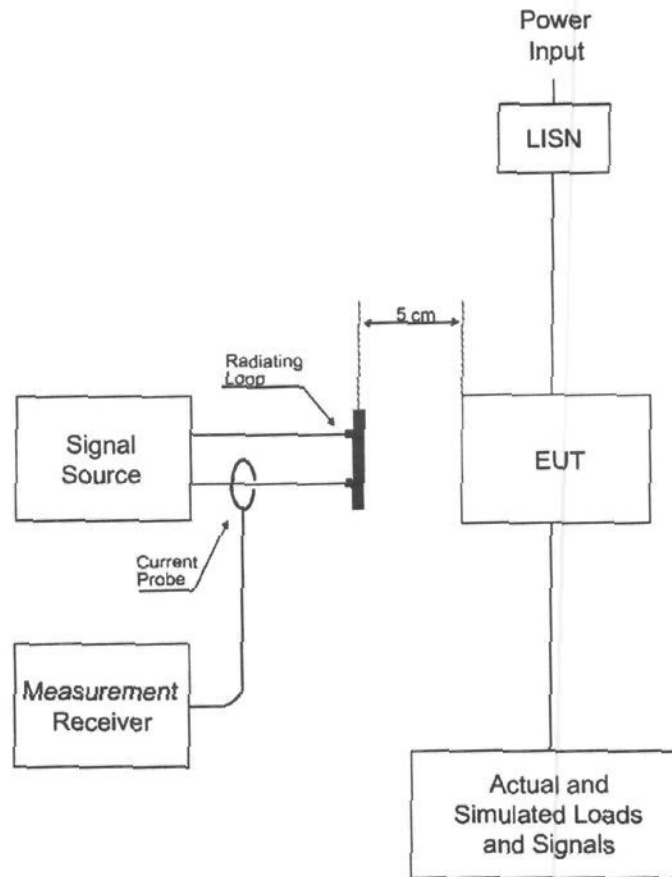 Power
Input
LISN
5 cm
Radiating
Loop
Signal
Source
EUT
Current
Probe
Measurement
Receiver
Actual and
Simulated Loads
and Signals